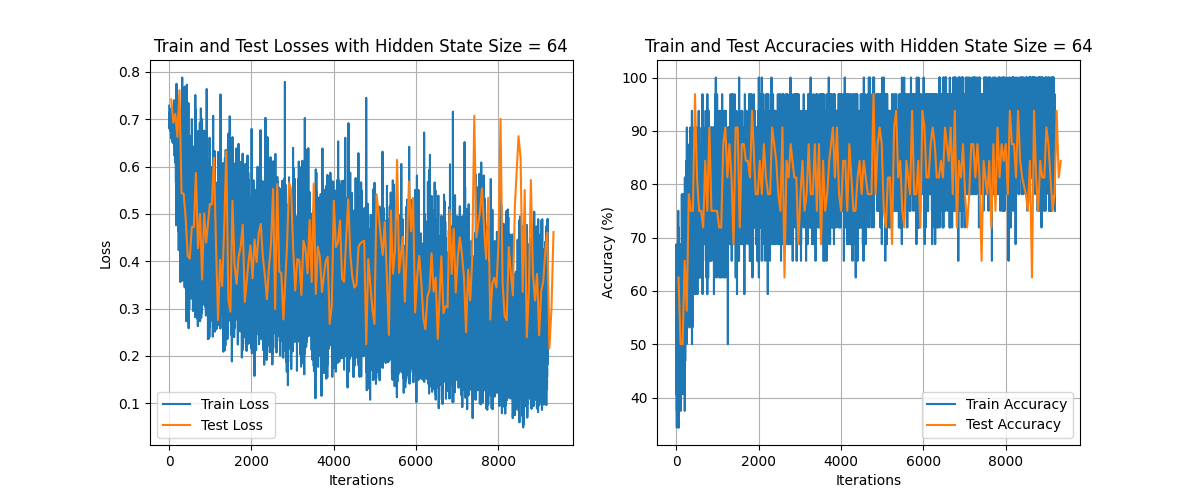 Train and Test Losses with Hidden State Size = 64
0.8
0.7
0.6
0.5
0.4
0.3
0.2
0.1
Loss
Train Loss
Test Loss
0 2000 4000 6000 8000
Iterations
Train and Test Accuracies with Hidden State Size = 64
100
90
80
70
60
50
40
Accuracy (%)
Train Accuracy
Test Accuracy
0 2000 4000 6000 8000
Iterations